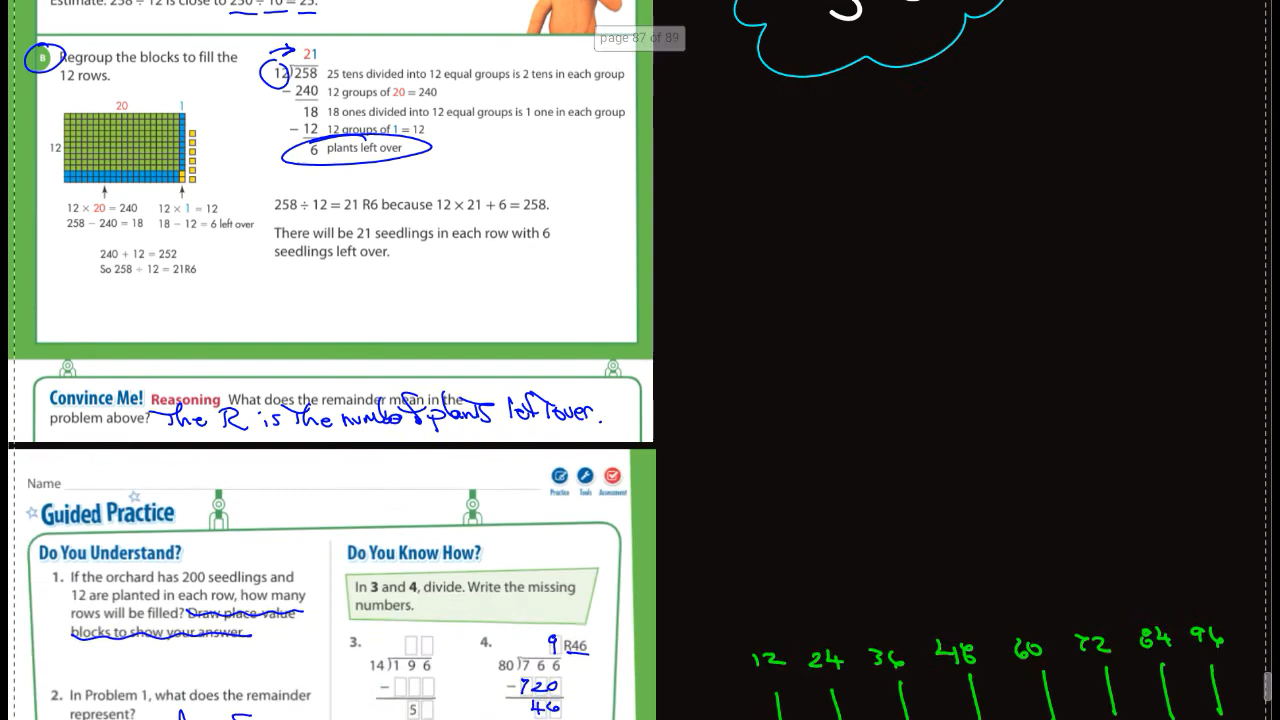 Estimate: 258 ÷ 12 is close to 250 ÷ 10 = 25.
page 87 of 89
B Regroup the blocks to fill the
12 rows.
20 1
12
12 × 20 = 240 12 × 1 = 12
258 − 240 = 18 18 − 12 = 6 left over
240 + 12 = 252
So 258 ÷ 12 = 21R6
21
12)258 25 tens divided into 12 equal groups is 2 tens in each group
− 240 12 groups of 20 = 240
18 18 ones divided into 12 equal groups is 1 one in each group
− 12 12 groups of 1 = 12
6 plants left over
258 ÷ 12 = 21 R6 because 12 × 21 + 6 = 258.
There will be 21 seedlings in each row with 6
seedlings left over.
Convince Me! Reasoning What does the remainder mean in the
problem above? The R is the number of plants left over.
Name
Practice Tools Assessment
Guided Practice
Do You Understand?
1. If the orchard has 200 seedlings and
12 are planted in each row, how many
rows will be filled? Draw place-value
blocks to show your answer.
2. In Problem 1, what does the remainder
represent?
Do You Know How?
In 3 and 4, divide. Write the missing
numbers.
3.
14)1 9 6
−
5
4. 9 R46
80)7 6 6
− 720
46
12 24 36 48 60 72 84 96